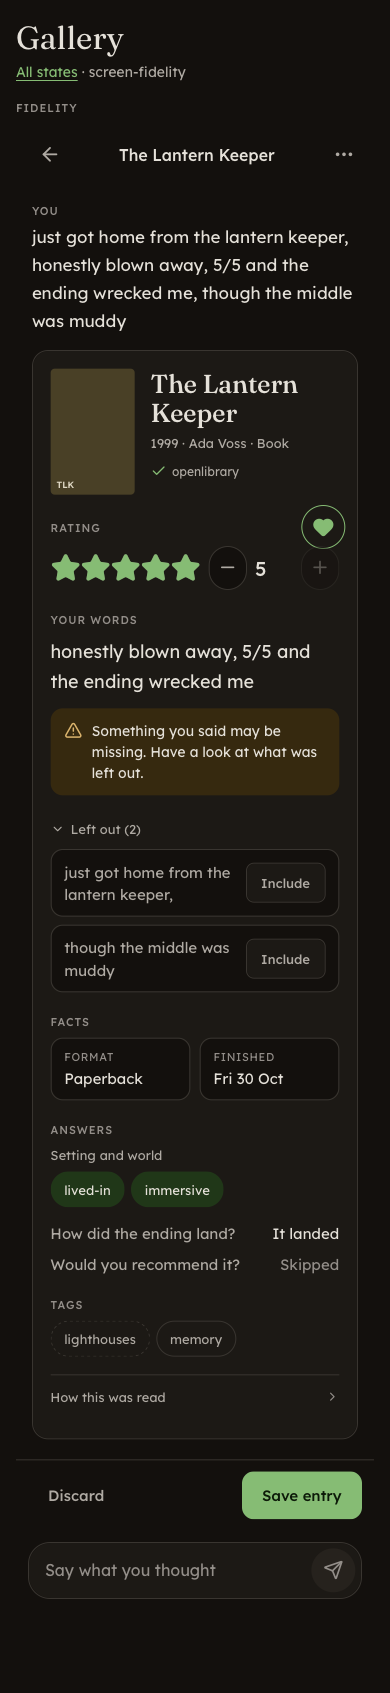 Gallery
All states · screen-fidelity
FIDELITY
The Lantern Keeper
YOU
just got home from the lantern keeper,
honestly blown away, 5/5 and the
ending wrecked me, though the middle
was muddy
The Lantern
Keeper
1999 · Ada Voss · Book
openlibrary
TLK
RATING
5
YOUR WORDS
honestly blown away, 5/5 and
the ending wrecked me
Something you said may be
missing. Have a look at what was
left out.
Left out (2)
just got home from the
lantern keeper,
Include
though the middle was
muddy
Include
FACTS
FORMAT
Paperback
FINISHED
Fri 30 Oct
ANSWERS
Setting and world
lived-in
immersive
How did the ending land? It landed
Would you recommend it? Skipped
TAGS
lighthouses
memory
How this was read
Discard
Save entry
Say what you thought